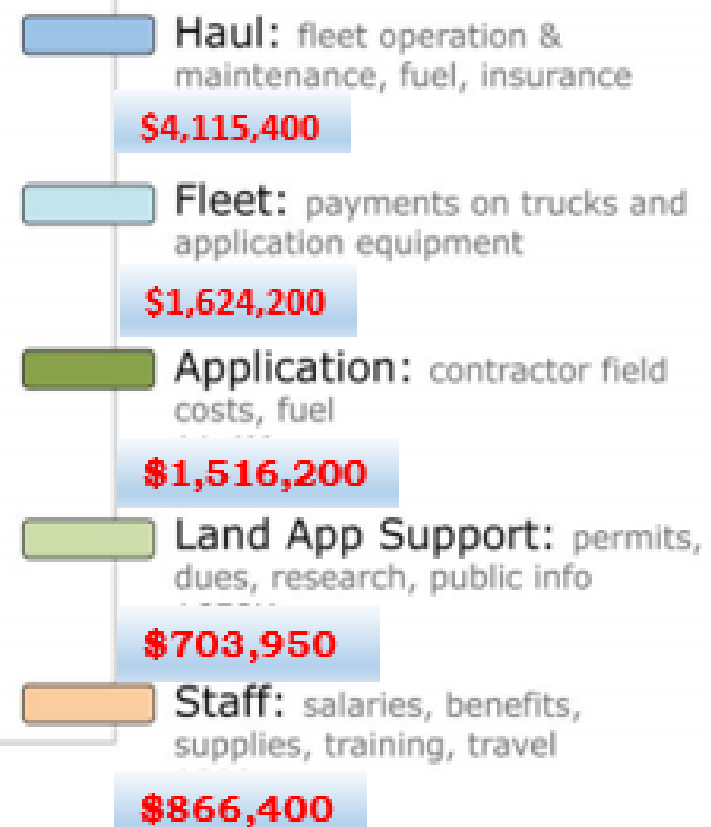 Haul: fleet operation &
maintenance, fuel, insurance
$4,115,400
Fleet: payments on trucks and
application equipment
$1,624,200
Application: contractor field
costs, fuel
$1,516,200
Land App Support: permits,
dues, research, public info
$703,950
Staff: salaries, benefits,
supplies, training, travel
$866,400